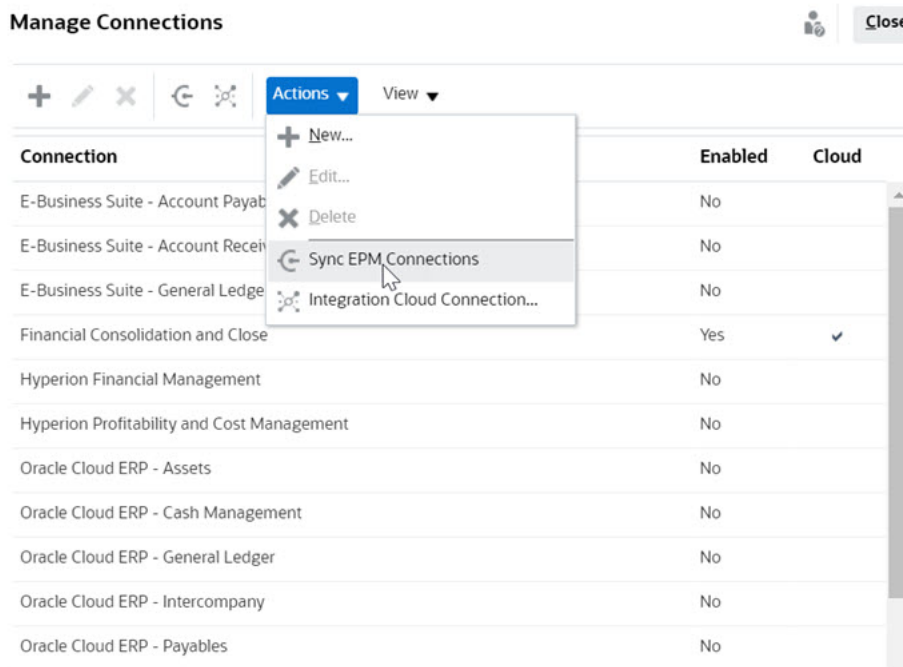 Manage Connections
Close
Actions View
New...
Connection Enabled Cloud
Edit...
E-Business Suite - Account Payab No
Delete
E-Business Suite - Account Receiv No
Sync EPM Connections
E-Business Suite - General Ledge No
Integration Cloud Connection...
Financial Consolidation and Close Yes
Hyperion Financial Management No
Hyperion Profitability and Cost Management No
Oracle Cloud ERP - Assets No
Oracle Cloud ERP - Cash Management No
Oracle Cloud ERP - General Ledger No
Oracle Cloud ERP - Intercompany No
Oracle Cloud ERP - Payables No